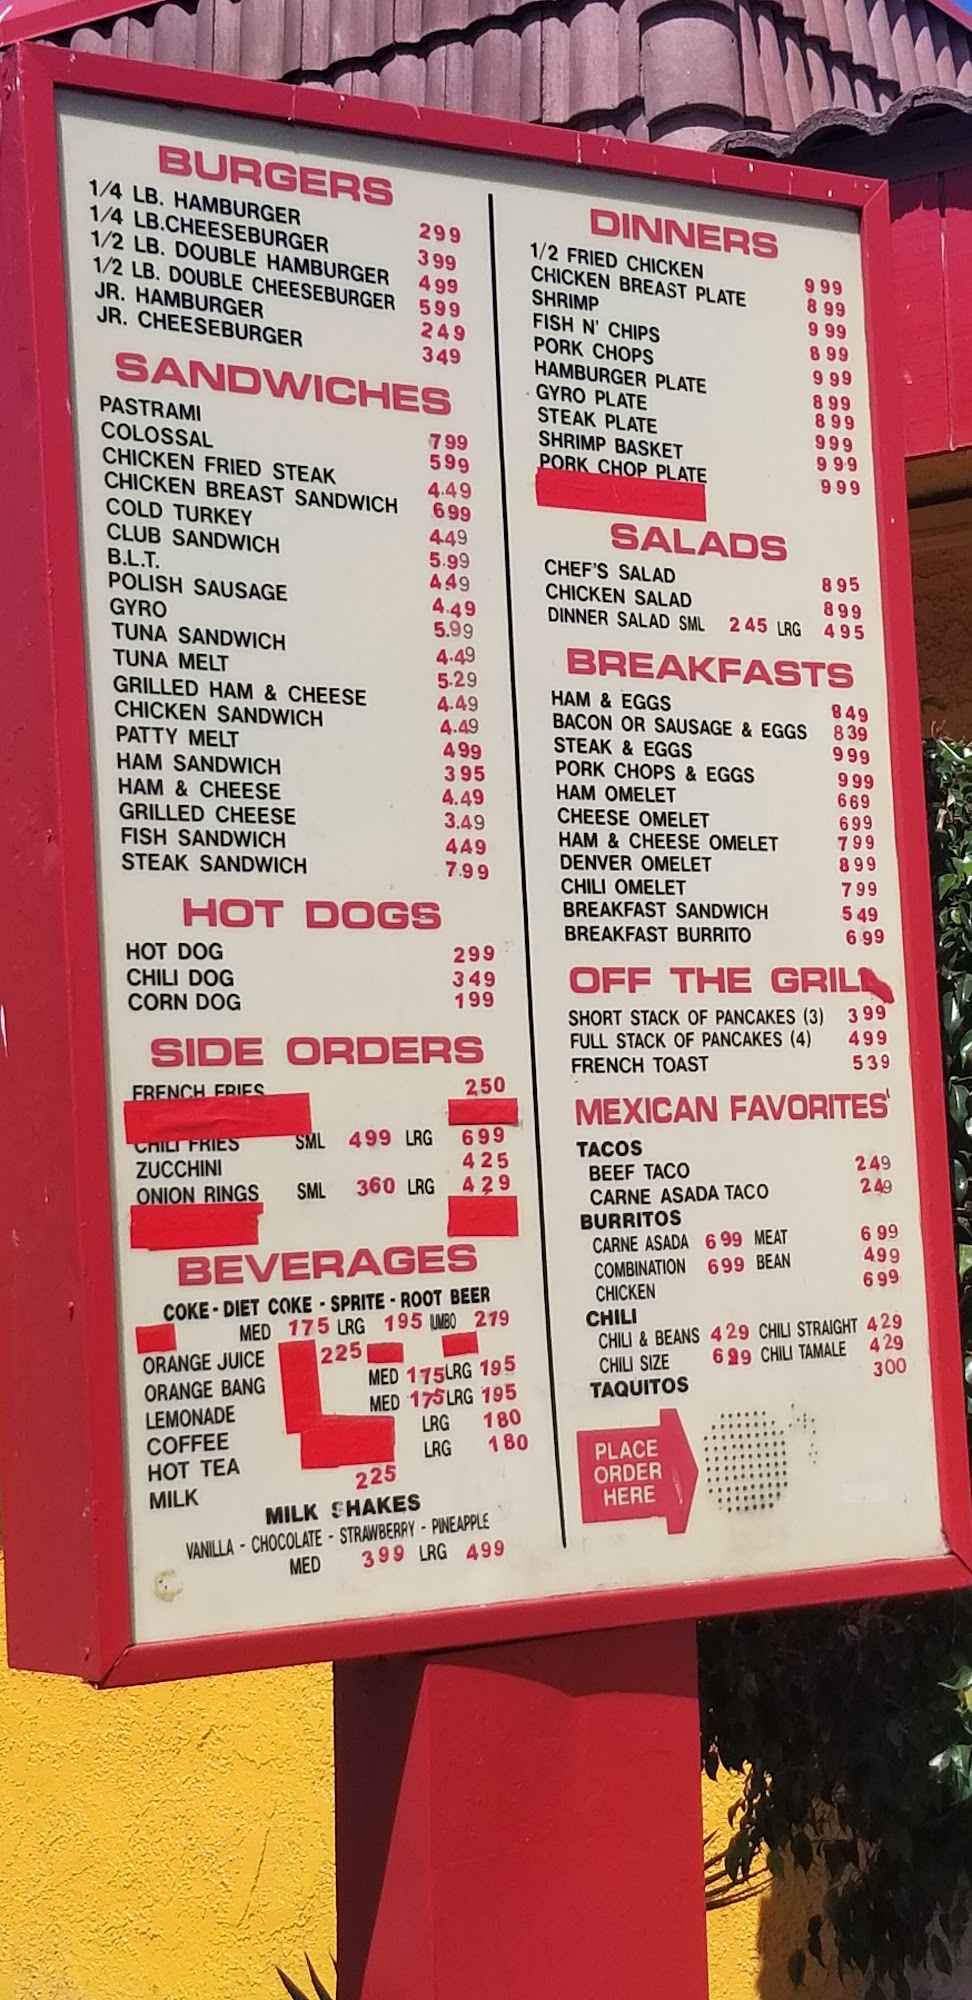 BURGERS
1/4 LB. HAMBURGER 299
1/4 LB.CHEESEBURGER 399
1/2 LB. DOUBLE HAMBURGER 499
1/2 LB. DOUBLE CHEESEBURGER 599
JR. HAMBURGER 249
JR. CHEESEBURGER 349
SANDWICHES
PASTRAMI 799
COLOSSAL 599
CHICKEN FRIED STEAK 4.49
CHICKEN BREAST SANDWICH 699
COLD TURKEY 449
CLUB SANDWICH 5.99
B.L.T. 449
POLISH SAUSAGE 4.49
GYRO 5.99
TUNA SANDWICH 4.49
TUNA MELT 5.29
GRILLED HAM & CHEESE 4.49
CHICKEN SANDWICH 4.49
PATTY MELT 499
HAM SANDWICH 395
HAM & CHEESE 4.49
GRILLED CHEESE 3.49
FISH SANDWICH 449
STEAK SANDWICH 7.99
HOT DOGS
HOT DOG 299
CHILI DOG 349
CORN DOG 199
SIDE ORDERS
FRENCH FRIES 250
CHILI FRIES SML 499 LRG 699
ZUCCHINI 425
ONION RINGS SML 360 LRG 429
BEVERAGES
COKE - DIET COKE - SPRITE - ROOT BEER
MED 175 LRG 195 JUMBO 279
ORANGE JUICE 225
ORANGE BANG MED 175 LRG 195
LEMONADE MED 175 LRG 195
COFFEE LRG 180
HOT TEA LRG 180
MILK 225
MILK SHAKES
VANILLA - CHOCOLATE - STRAWBERRY - PINEAPPLE
MED 399 LRG 499
DINNERS
1/2 FRIED CHICKEN 999
CHICKEN BREAST PLATE 899
SHRIMP 999
FISH N' CHIPS 899
PORK CHOPS 999
HAMBURGER PLATE 899
GYRO PLATE 899
STEAK PLATE 999
SHRIMP BASKET 999
PORK CHOP PLATE 999
SALADS
CHEF'S SALAD 895
CHICKEN SALAD 899
DINNER SALAD SML 245 LRG 495
BREAKFASTS
HAM & EGGS 849
BACON OR SAUSAGE & EGGS 839
STEAK & EGGS 999
PORK CHOPS & EGGS 999
HAM OMELET 669
CHEESE OMELET 699
HAM & CHEESE OMELET 799
DENVER OMELET 899
CHILI OMELET 799
BREAKFAST SANDWICH 549
BREAKFAST BURRITO 699
OFF THE GRILL
SHORT STACK OF PANCAKES (3) 399
FULL STACK OF PANCAKES (4) 499
FRENCH TOAST 539
MEXICAN FAVORITES
TACOS
BEEF TACO 249
CARNE ASADA TACO 249
BURRITOS
CARNE ASADA 699 MEAT 699
COMBINATION 699 BEAN 499
CHICKEN 699
CHILI
CHILI & BEANS 429 CHILI STRAIGHT 429
CHILI SIZE 699 CHILI TAMALE 429
TAQUITOS 300
PLACE
ORDER
HERE